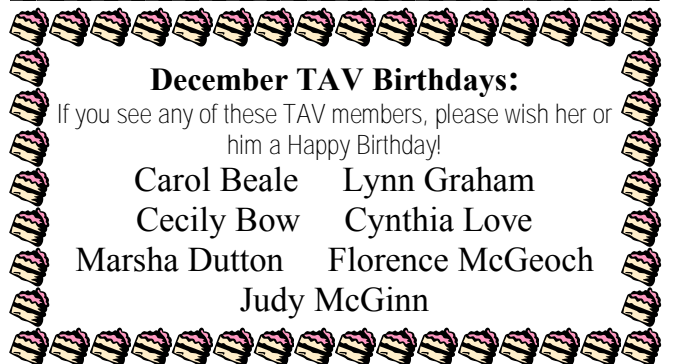 December TAV Birthdays:
If you see any of these TAV members, please wish her or
him a Happy Birthday!
Carol Beale Lynn Graham
Cecily Bow Cynthia Love
Marsha Dutton Florence McGeoch
Judy McGinn